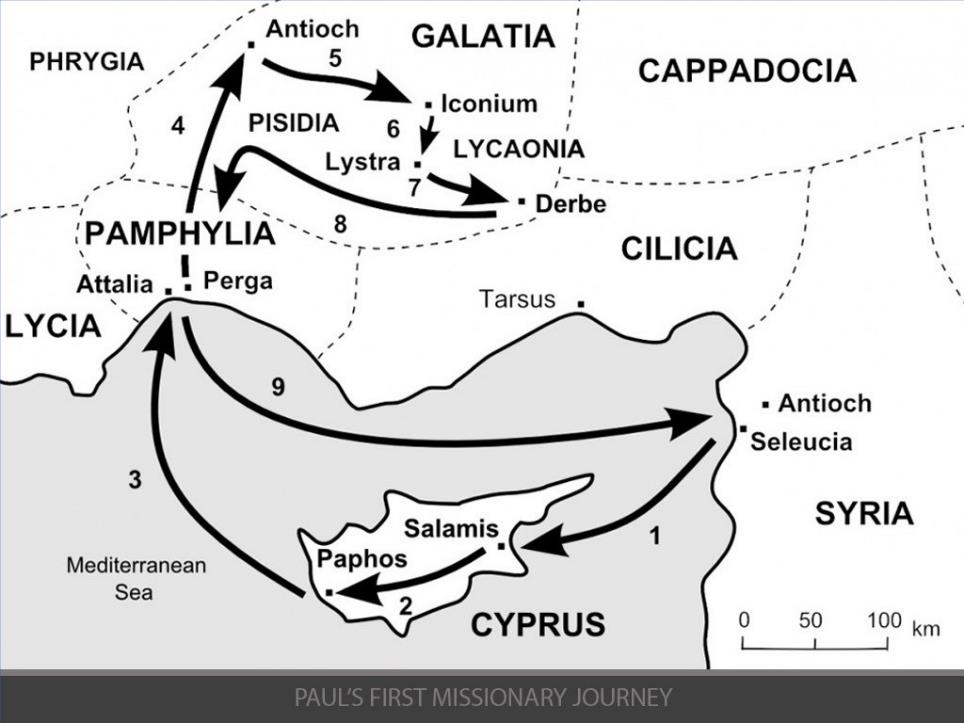 Antioch
GALATIA
5
PHRYGIA
CAPPADOCIA
Iconium
4
PISIDIA
6
Lystra
LYCAONIA
7
Derbe
8
PAMPHYLIA
CILICIA
Attalia
Perga
Tarsus
LYCIA
9
Antioch
Seleucia
3
SYRIA
Salamis
1
Paphos
Mediterranean
Sea
2
CYPRUS
0 50 100 km
PAUL'S FIRST MISSIONARY JOURNEY